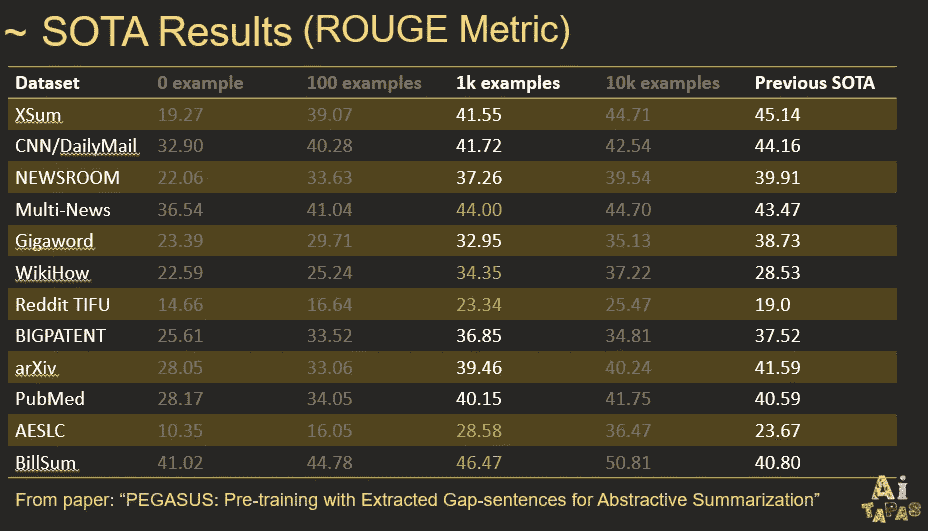 ~ SOTA Results (ROUGE Metric)
Dataset 0 example 100 examples 1k examples 10k examples Previous SOTA
XSum 19.27 39.07 41.55 44.71 45.14
CNN/DailyMail 32.90 40.28 41.72 42.54 44.16
NEWSROOM 22.06 33.63 37.26 39.54 39.91
Multi-News 36.54 41.04 44.00 44.70 43.47
Gigaword 23.39 29.71 32.95 35.13 38.73
WikiHow 22.59 25.24 34.35 37.22 28.53
Reddit TIFU 14.66 16.64 23.34 25.47 19.0
BIGPATENT 25.61 33.52 36.85 34.81 37.52
arXiv 28.05 33.06 39.46 40.24 41.59
PubMed 28.17 34.05 40.15 41.75 40.59
AESLC 10.35 16.05 28.58 36.47 23.67
BillSum 41.02 44.78 46.47 50.81 40.80
From paper: “PEGASUS: Pre-training with Extracted Gap-sentences for Abstractive Summarization”
Ai
TAPAS